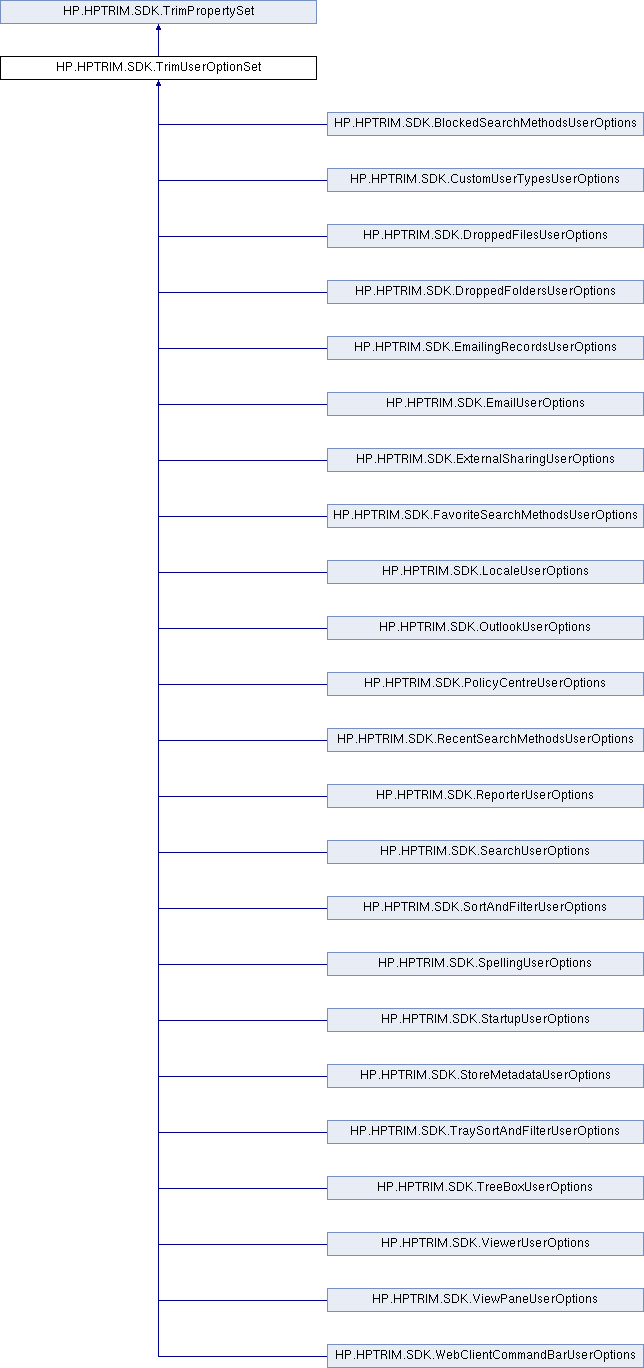 HP.HPTRIM.SDK.TrimPropertySet
HP.HPTRIM.SDK.TrimUserOptionSet
HP.HPTRIM.SDK.BlockedSearchMethodsUserOptions
HP.HPTRIM.SDK.CustomUserTypesUserOptions
HP.HPTRIM.SDK.DroppedFilesUserOptions
HP.HPTRIM.SDK.DroppedFoldersUserOptions
HP.HPTRIM.SDK.EmailingRecordsUserOptions
HP.HPTRIM.SDK.EmailUserOptions
HP.HPTRIM.SDK.ExternalSharingUserOptions
HP.HPTRIM.SDK.FavoriteSearchMethodsUserOptions
HP.HPTRIM.SDK.LocaleUserOptions
HP.HPTRIM.SDK.OutlookUserOptions
HP.HPTRIM.SDK.PolicyCentreUserOptions
HP.HPTRIM.SDK.RecentSearchMethodsUserOptions
HP.HPTRIM.SDK.ReporterUserOptions
HP.HPTRIM.SDK.SearchUserOptions
HP.HPTRIM.SDK.SortAndFilterUserOptions
HP.HPTRIM.SDK.SpellingUserOptions
HP.HPTRIM.SDK.StartupUserOptions
HP.HPTRIM.SDK.StoreMetadataUserOptions
HP.HPTRIM.SDK.TraySortAndFilterUserOptions
HP.HPTRIM.SDK.TreeBoxUserOptions
HP.HPTRIM.SDK.ViewerUserOptions
HP.HPTRIM.SDK.ViewPaneUserOptions
HP.HPTRIM.SDK.WebClientCommandBarUserOptions